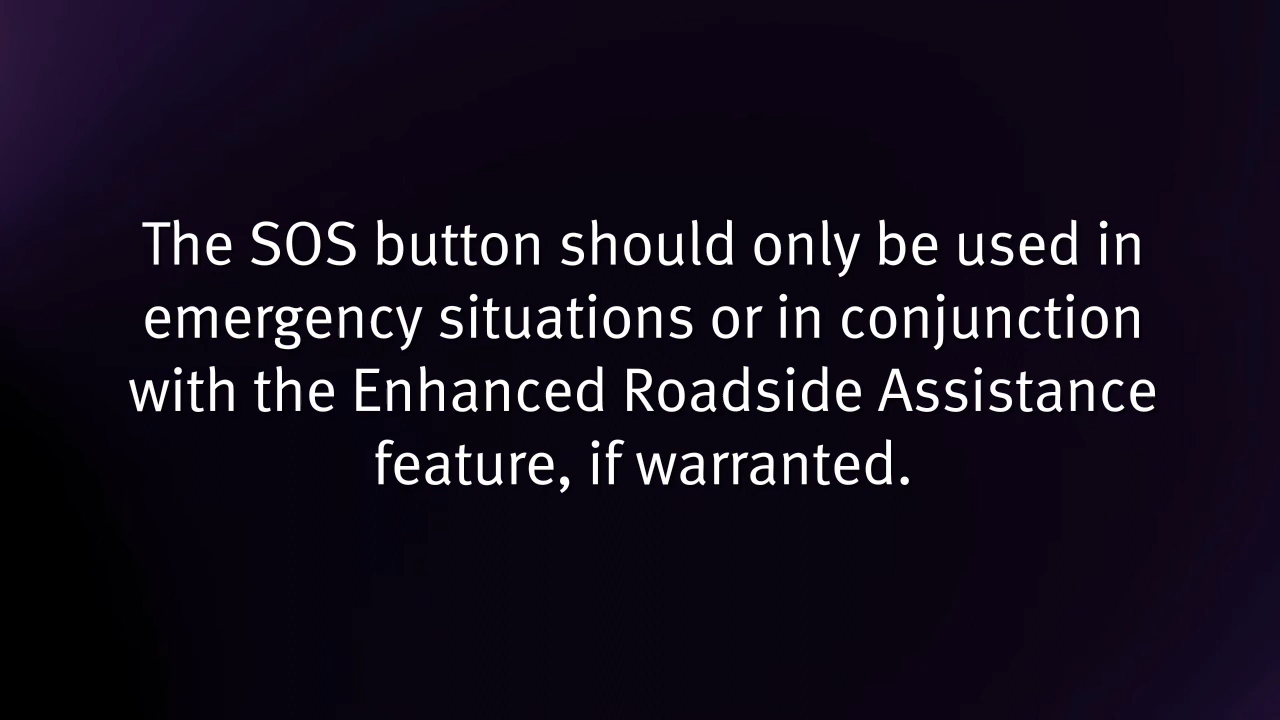 The SOS button should only be used in
emergency situations or in conjunction
with the Enhanced Roadside Assistance
feature, if warranted.